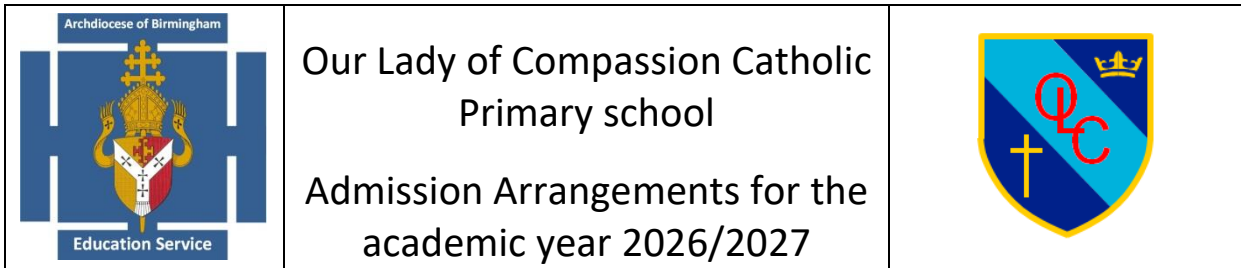 Archdiocese of Birmingham
Education Service
Our Lady of Compassion Catholic
Primary school
Admission Arrangements for the
academic year 2026/2027
OLC